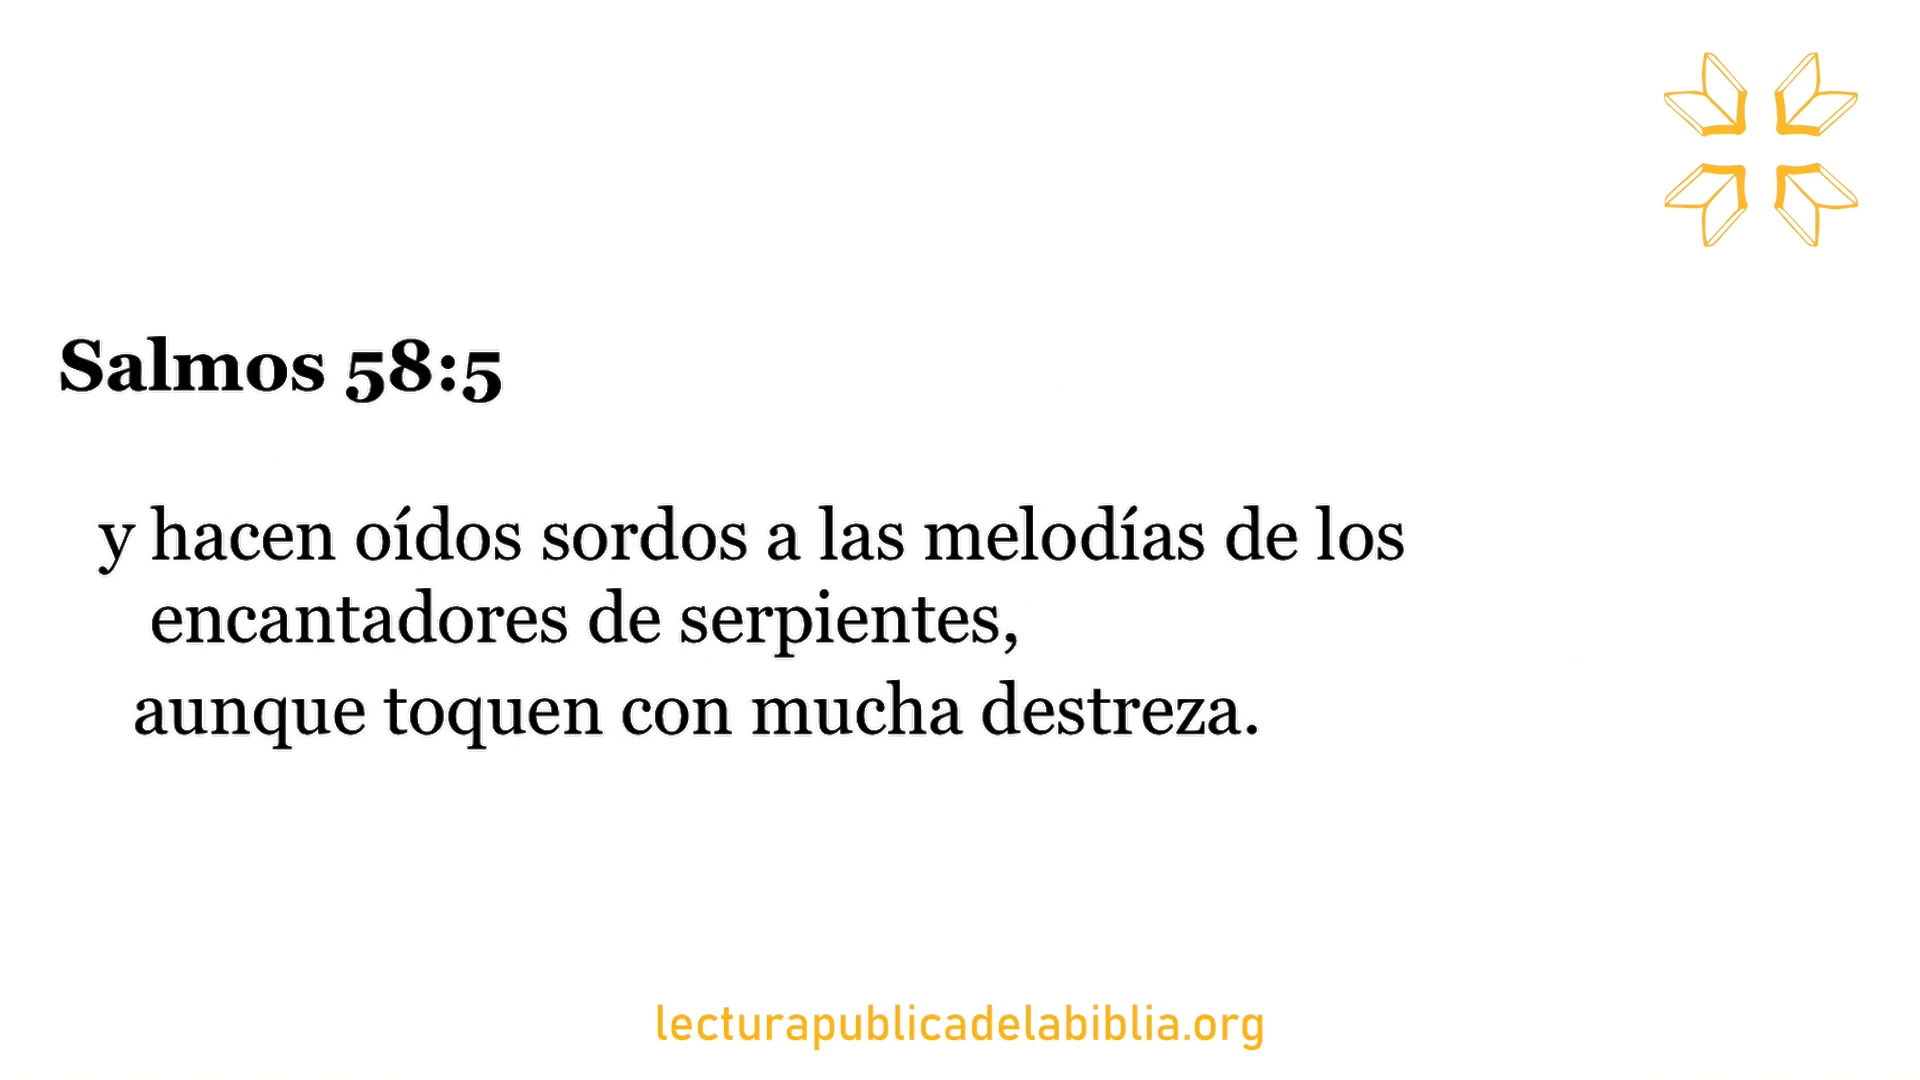 Salmos 58:5
y hacen oídos sordos a las melodías de los
encantadores de serpientes,
aunque toquen con mucha destreza.
lecturapublicadelabiblia.org